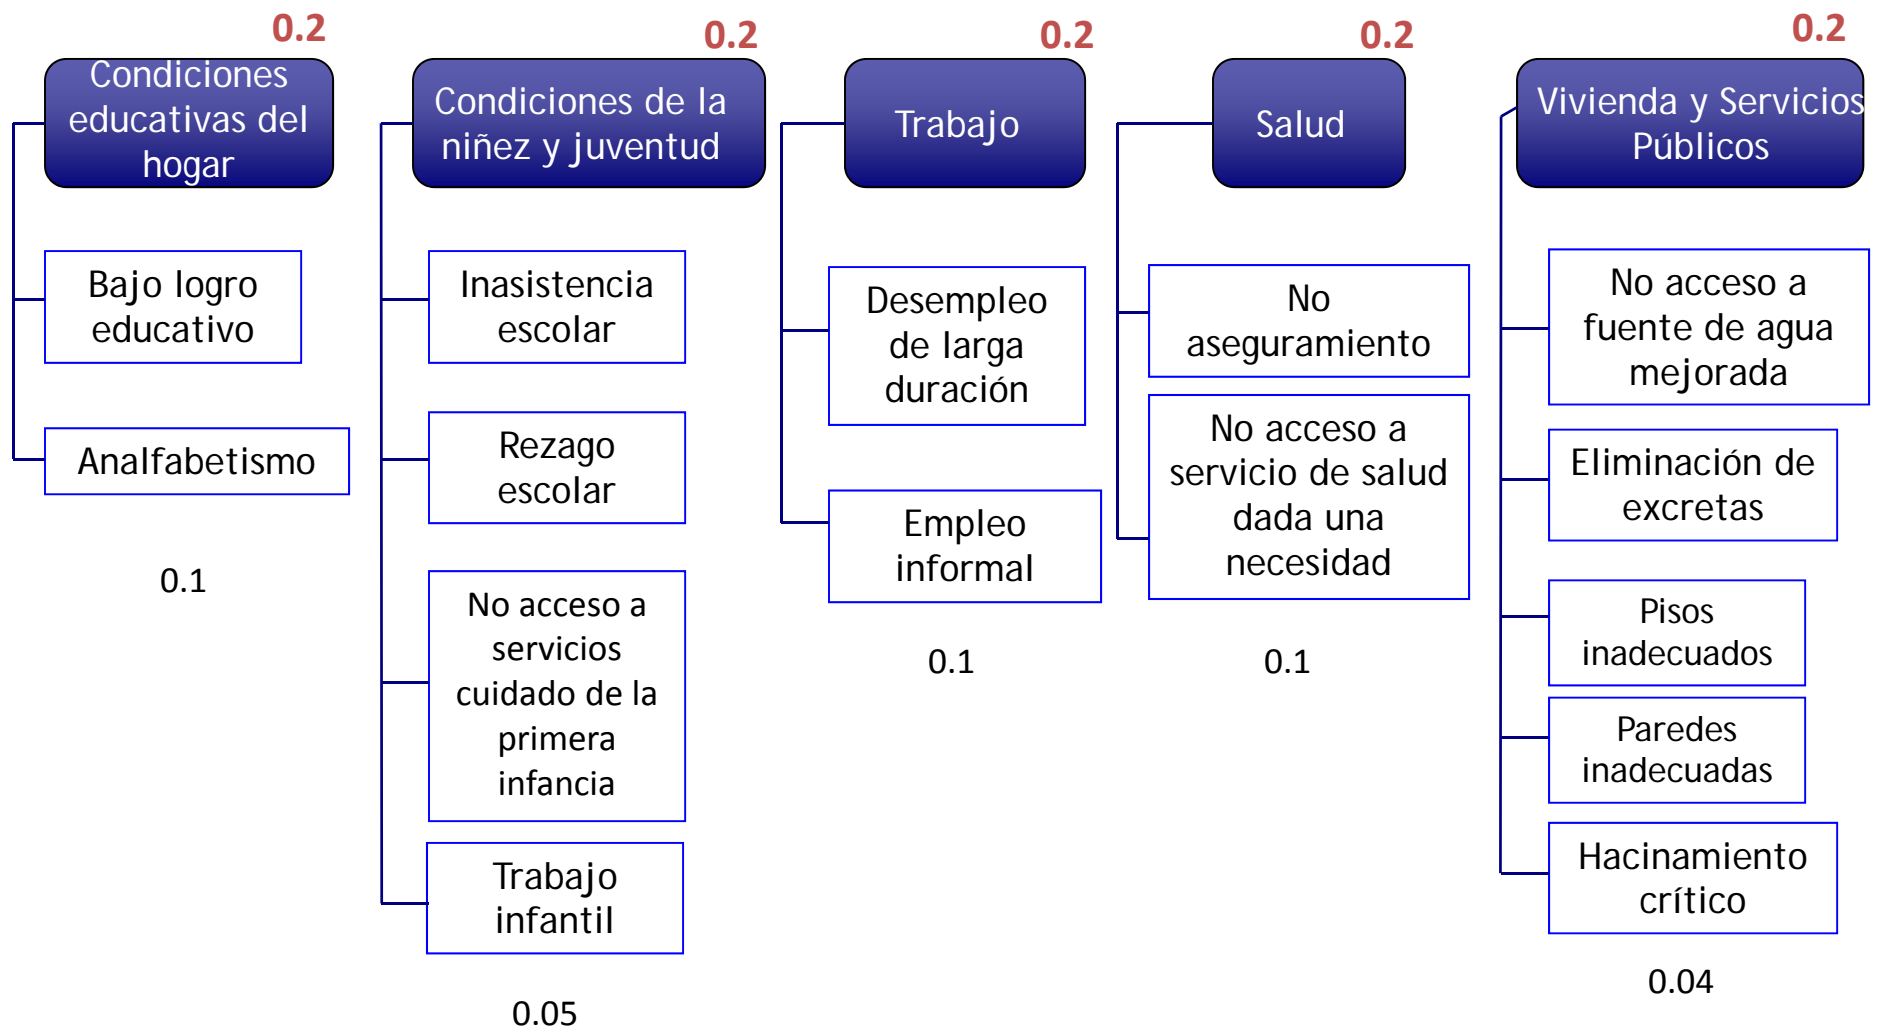 0.2
Condiciones
educativas del
hogar
Bajo logro
educativo
Analfabetismo
0.1
0.2
Condiciones de la
niñez y juventud
Inasistencia
escolar
Rezago
escolar
No acceso a
servicios
cuidado de la
primera
infancia
Trabajo
infantil
0.05
0.2
Trabajo
Desempleo
de larga
duración
Empleo
informal
0.1
0.2
Salud
No
aseguramiento
No acceso a
servicio de salud
dada una
necesidad
0.1
0.2
Vivienda y Servicios
Públicos
No acceso a
fuente de agua
mejorada
Eliminación de
excretas
Pisos
inadecuados
Paredes
inadecuadas
Hacinamiento
crítico
0.04